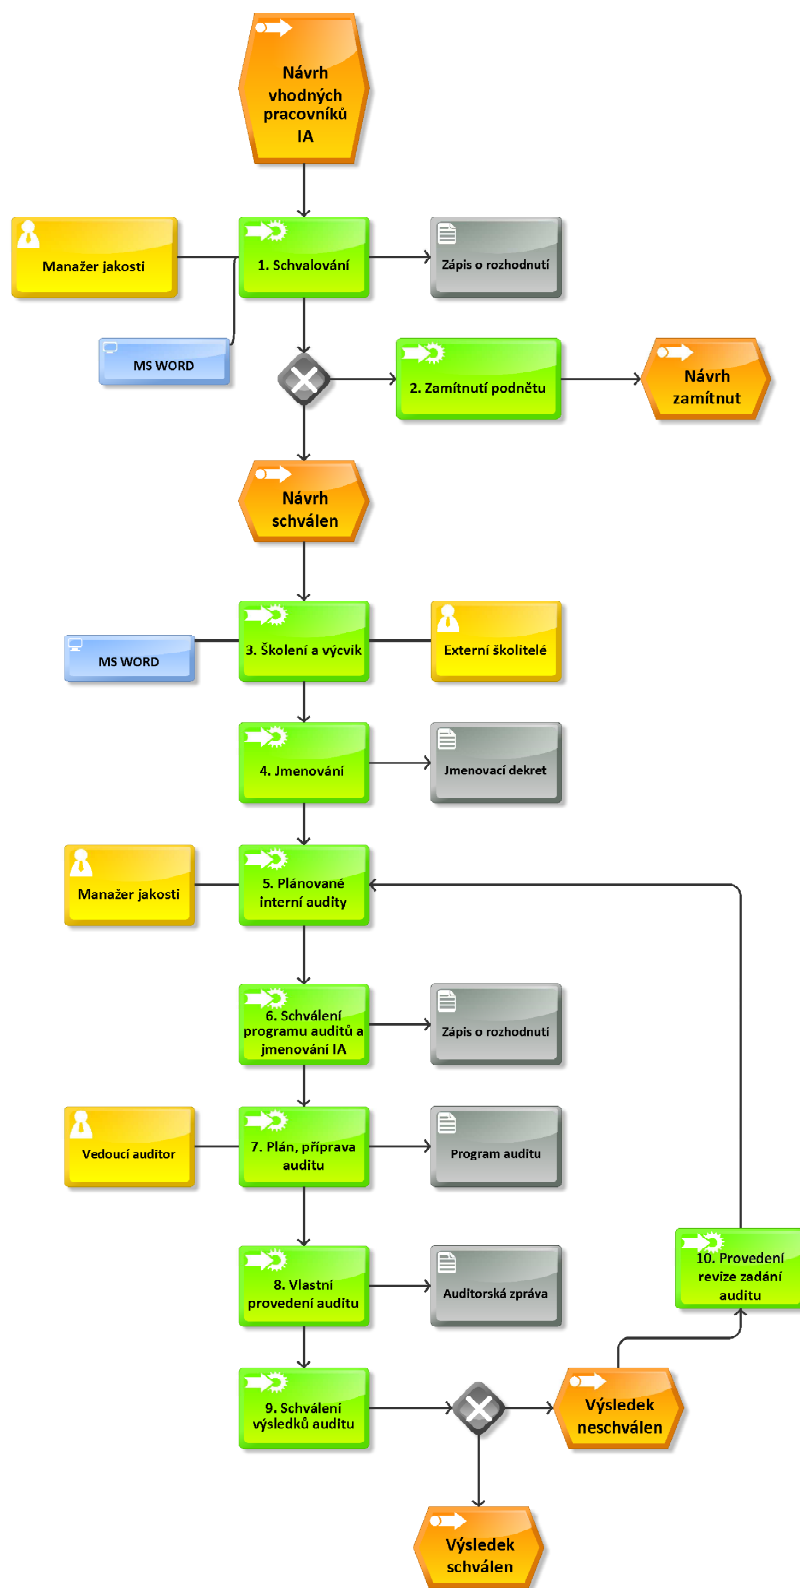 Návrh
vhodných
pracovníků
IA
Manažer jakosti
1. Schvalování
Zápis o rozhodnutí
MS WORD
2. Zamítnutí podnětu
Návrh
zamítnut
Návrh
schválen
MS WORD
3. Školení a výcvik
Externí školitelé
4. Jmenování
Jmenovací dekret
Manažer jakosti
5. Plánované
interní audity
6. Schválení
programu auditů a
jmenování IA
Zápis o rozhodnutí
Vedoucí auditor
7. Plán, příprava
auditu
Program auditu
8. Vlastní
provedení auditu
Auditorská zpráva
10. Provedení
revize zadání
auditu
9. Schválení
výsledků auditu
Výsledek
neschválen
Výsledek
schválen